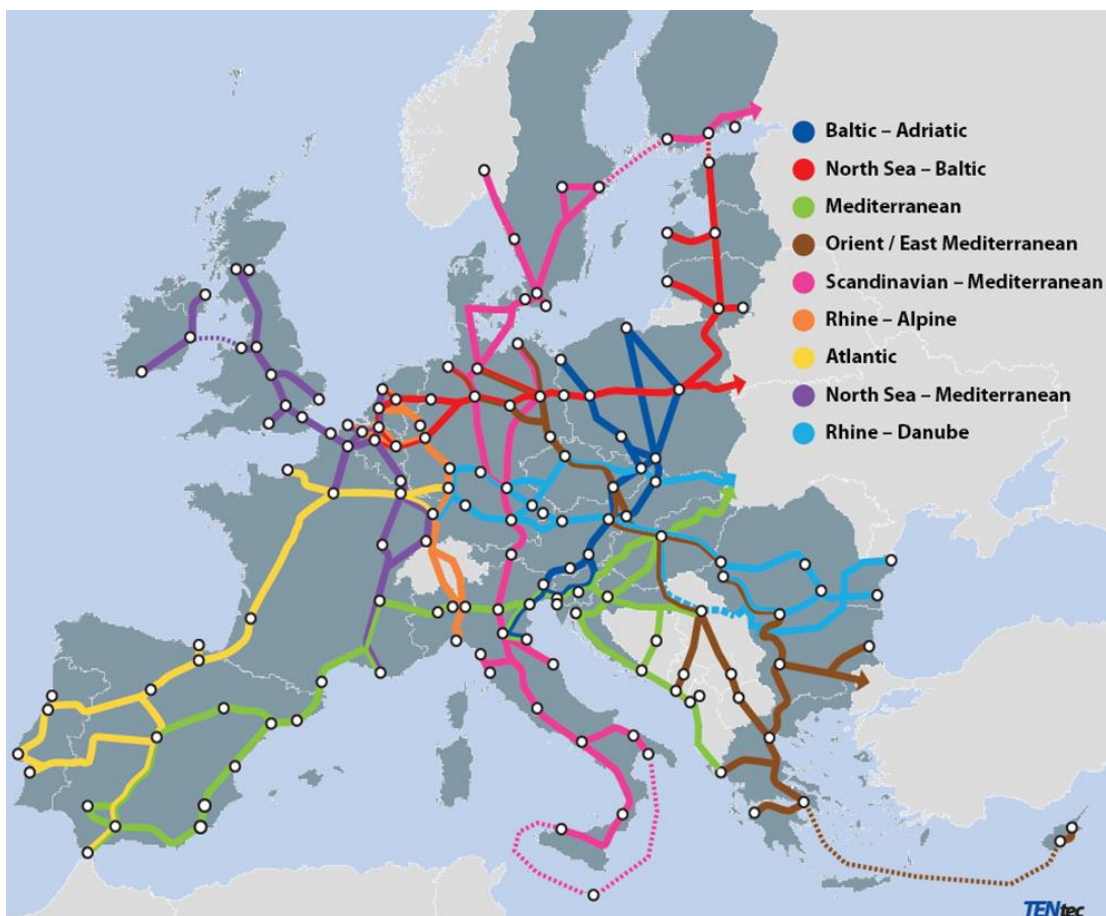 Baltic – Adriatic
North Sea – Baltic
Mediterranean
Orient / East Mediterranean
Scandinavian – Mediterranean
Rhine – Alpine
Atlantic
North Sea – Mediterranean
Rhine – Danube
TENtec